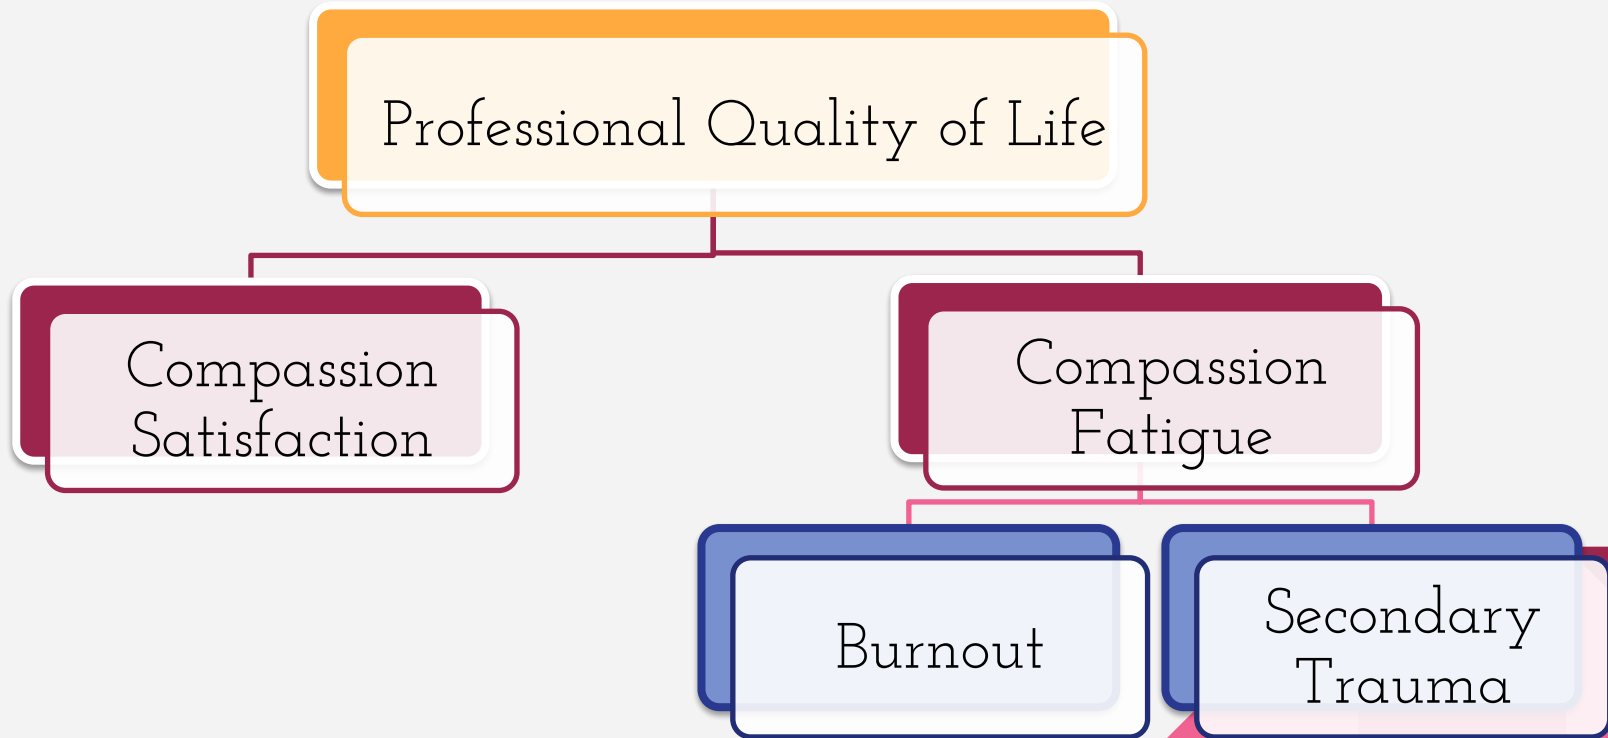 Professional Quality of Life
Compassion
Satisfaction
Compassion
Fatigue
Burnout
Secondary
Trauma